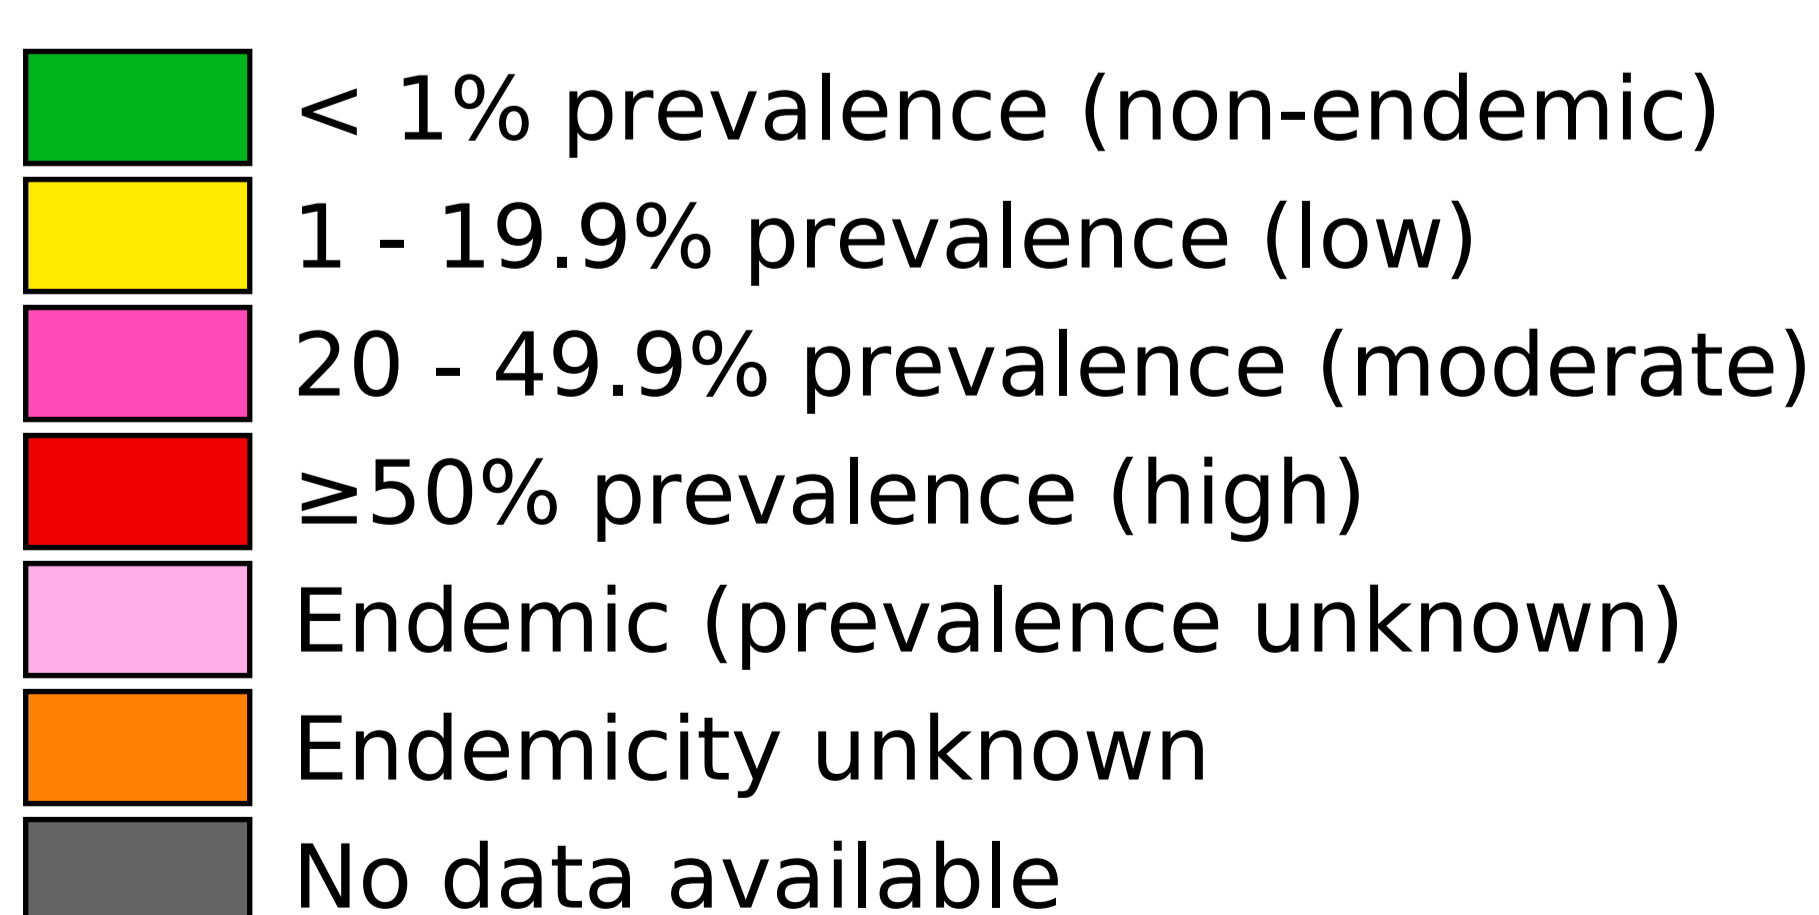 < 1% prevalence (non-endemic)
1 - 19.9% prevalence (low)
20 - 49.9% prevalence (moderate)
≥50% prevalence (high)
Endemic (prevalence unknown)
Endemicity unknown
No data available